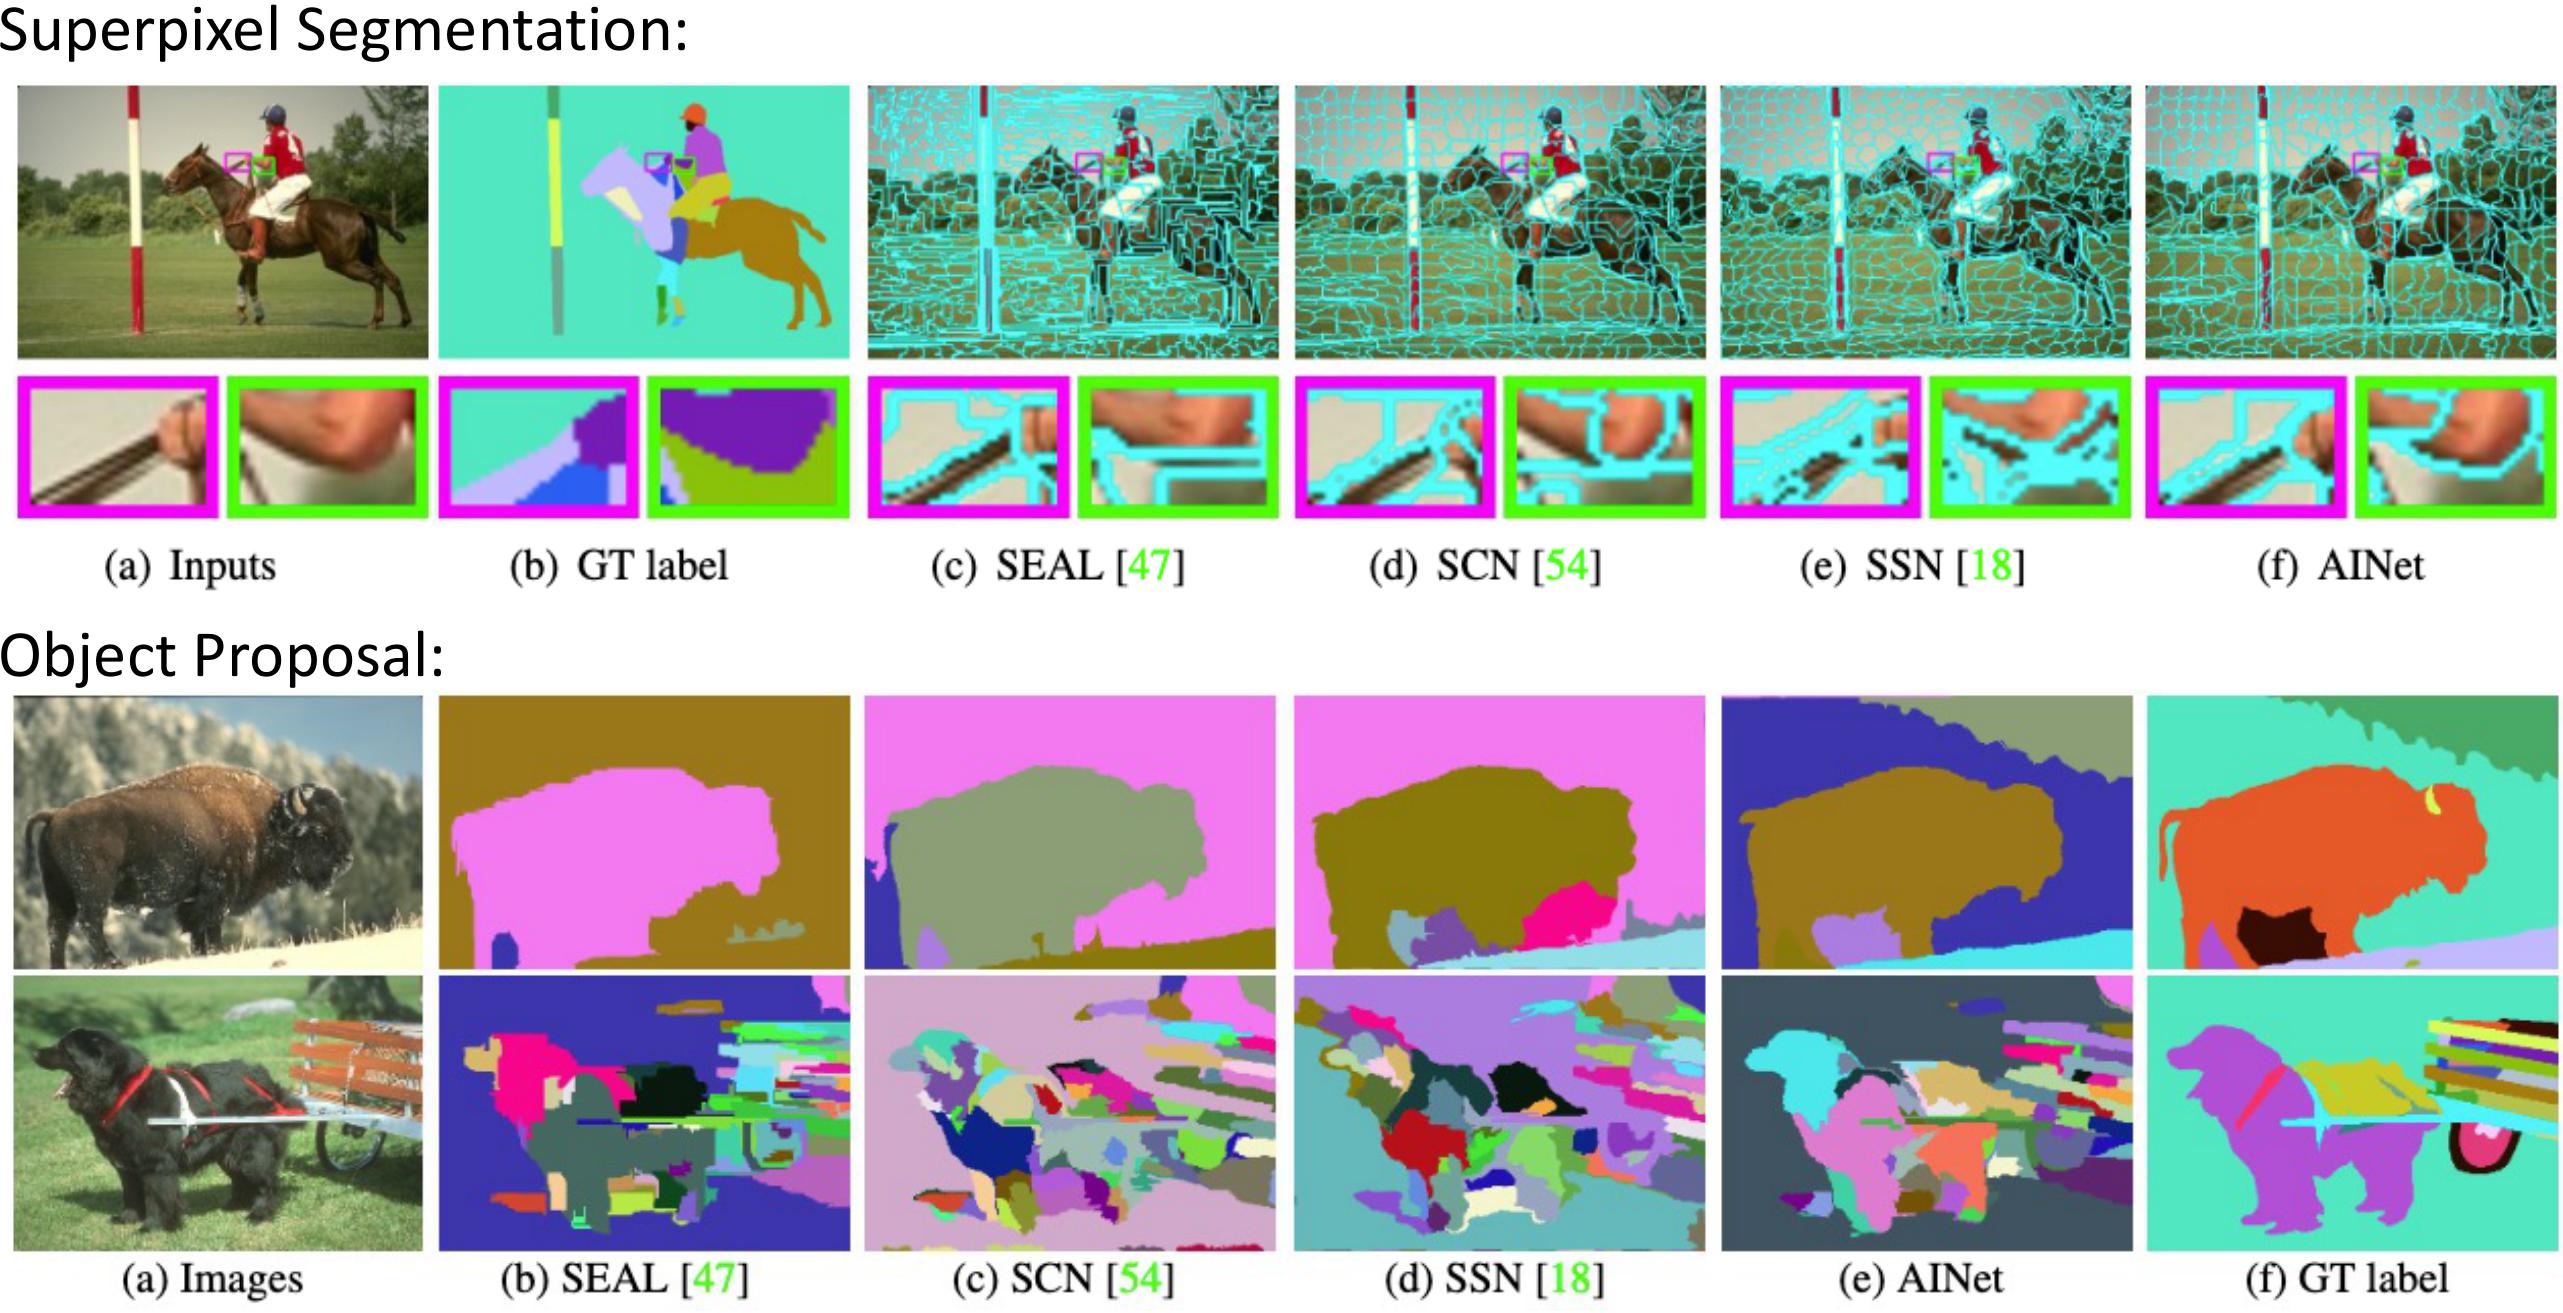 Superpixel Segmentation:
(a) Inputs
(b) GT label
(c) SEAL [47]
(d) SCN [54]
(e) SSN [18]
(f) AINet
Object Proposal:
(a) Images
(b) SEAL [47]
(c) SCN [54]
(d) SSN [18]
(e) AINet
(f) GT label